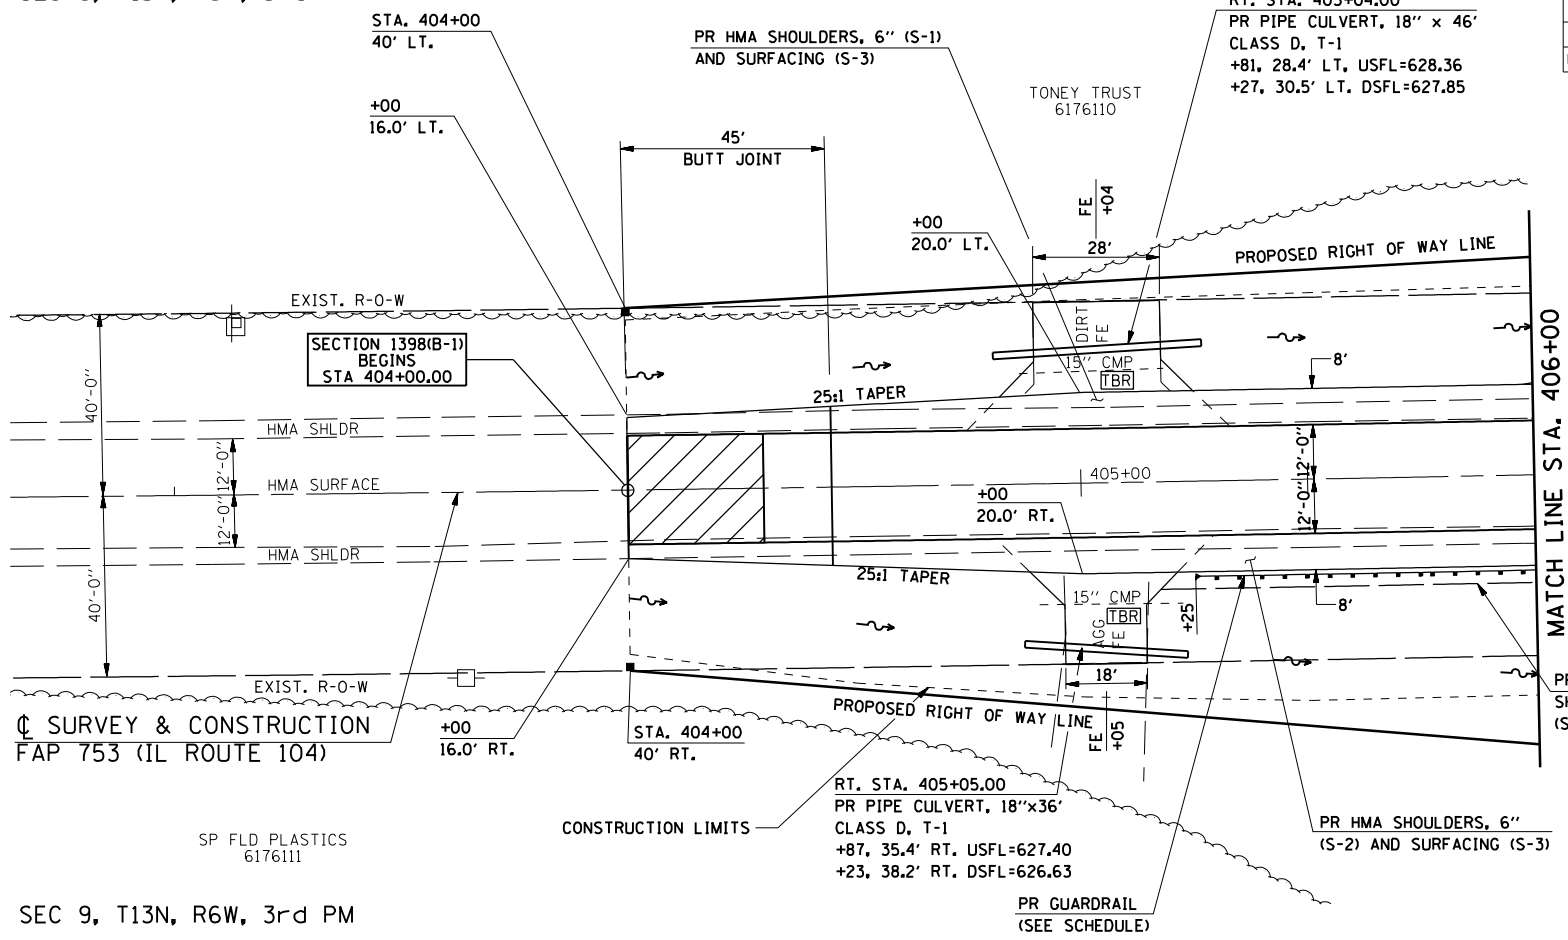 STA. 404+00
40' LT.
+00
16.0' LT.
PR HMA SHOULDERS, 6" (S-1)
AND SURFACING (S-3)
RT. STA. 405+04.00
PR PIPE CULVERT, 18" x 46'
CLASS D, T-1
+81, 28.4' LT, USFL=628.36
+27, 30.5' LT. DSFL=627.85
TONEY TRUST
6176110
45'
BUTT JOINT
FE
+04
28'
+00
20.0' LT.
PROPOSED RIGHT OF WAY LINE
EXIST. R-O-W
SECTION 1398(B-1)
BEGINS
STA 404+00.00
DIRT
FE
15" CMP
TBR
8'
25:1 TAPER
40'-0"
HMA SHLDR
12'-0"
HMA SURFACE
12'-0"
HMA SHLDR
40'-0"
405+00
12'-0"
12'-0"
+00
20.0' RT.
MATCH LINE STA. 406+00
25:1 TAPER
15" CMP
TBR
AGG
FE
+25
8'
18'
EXIST. R-O-W
PROPOSED RIGHT OF WAY LINE
FE
+05
℄ SURVEY & CONSTRUCTION
FAP 753 (IL ROUTE 104)
+00
16.0' RT.
STA. 404+00
40' RT.
RT. STA. 405+05.00
PR PIPE CULVERT, 18"x36'
CLASS D, T-1
+87, 35.4' RT. USFL=627.40
+23, 38.2' RT. DSFL=626.63
CONSTRUCTION LIMITS
PR HMA SHOULDERS, 6"
(S-2) AND SURFACING (S-3)
SP FLD PLASTICS
6176111
PR GUARDRAIL
(SEE SCHEDULE)
SEC 9, T13N, R6W, 3rd PM